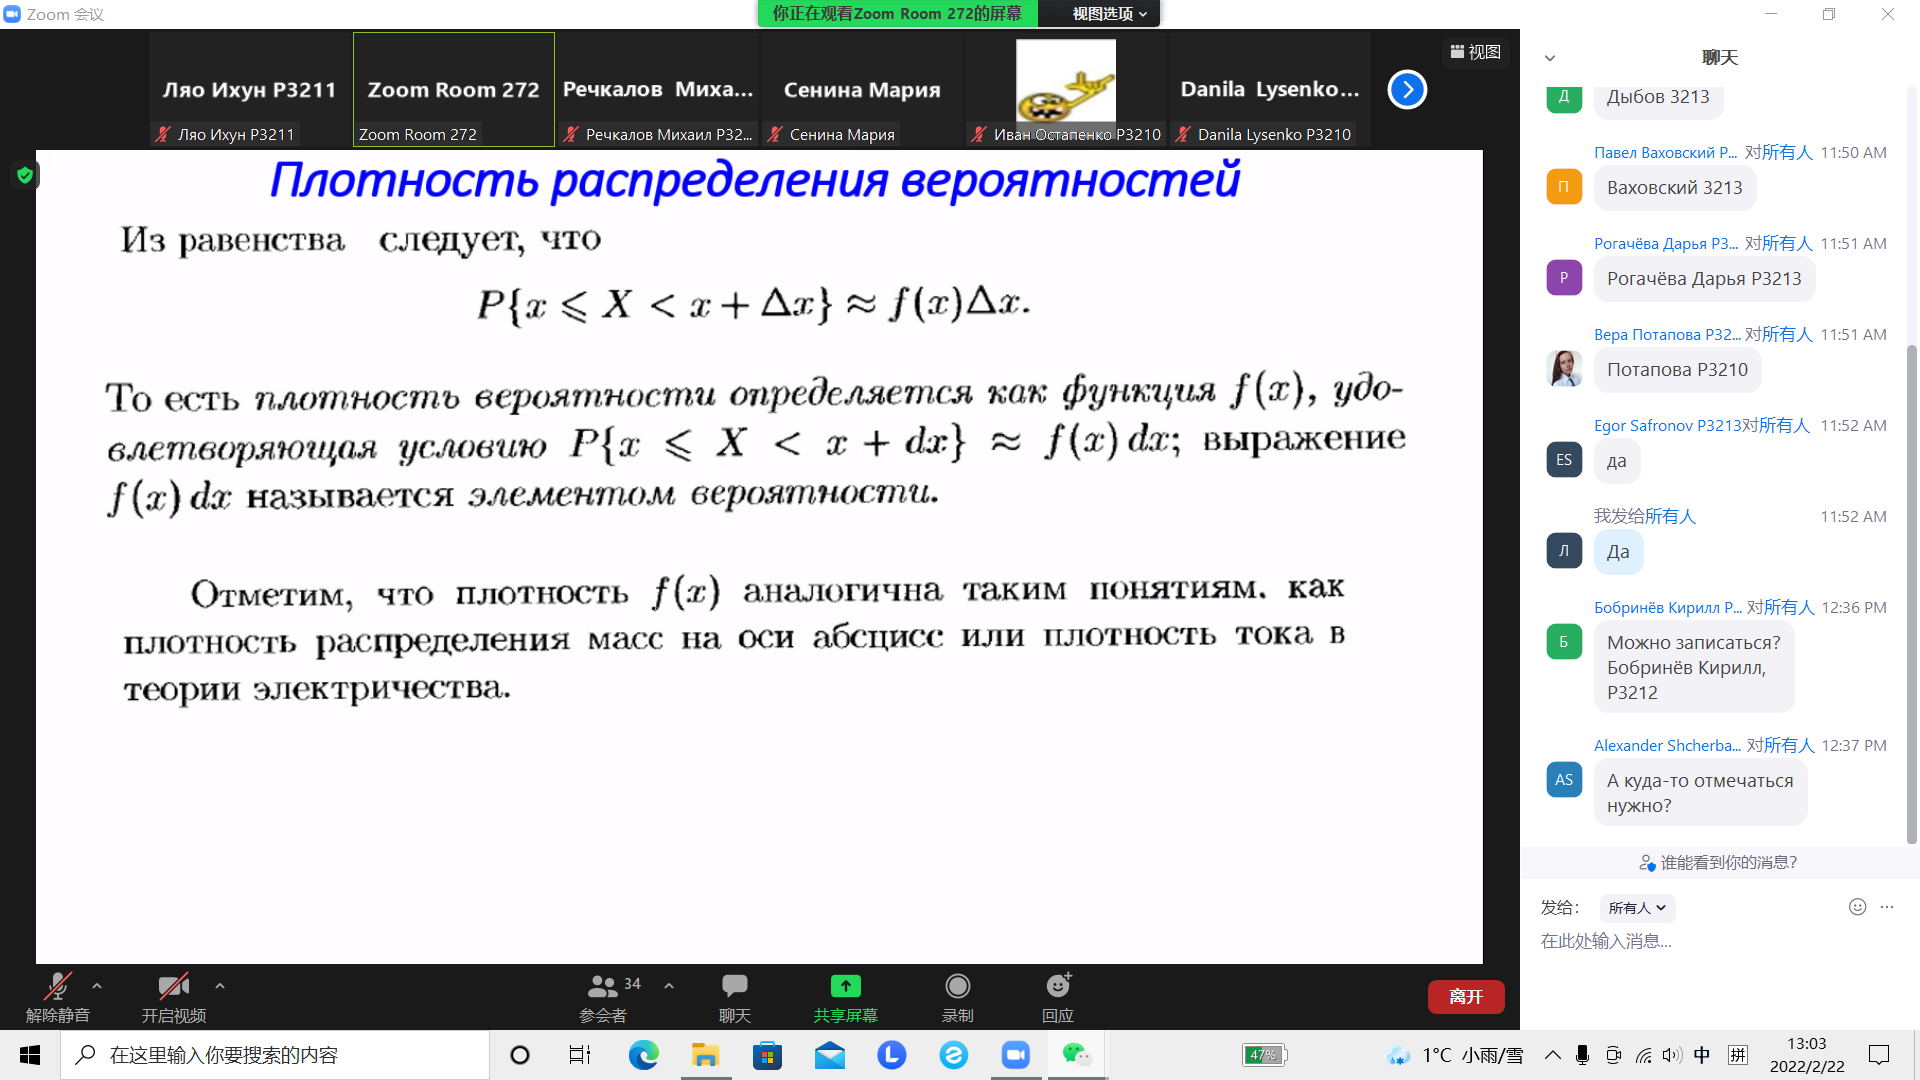 Zoom 会议
你正在观看Zoom Room 272的屏幕
视图选项
Ляо Ихун P3211
Zoom Room 272
Речкалов Миха...
Сенина Мария
Danila Lysenko...
视图
Ляо Ихун P3211
Zoom Room 272
Речкалов Михаил P32...
Сенина Мария
Иван Остапенко P3210
Danila Lysenko P3210
Плотность распределения вероятностей
Из равенства следует, что
P{x ⩽ X < x + Δx} ≈ f(x)Δx.
То есть плотность вероятности определяется как функция f(x), удо-
влетворяющая условию P{x ⩽ X < x + dx} ≈ f(x) dx; выражение
f(x) dx называется элементом вероятности.
Отметим, что плотность f(x) аналогична таким понятиям. как
плотность распределения масс на оси абсцисс или плотность тока в
теории электричества.
聊天
Д
Дыбов 3213
Павел Ваховский Р... 对所有人 11:50 AM
П
Ваховский 3213
Рогачёва Дарья Р3... 对所有人 11:51 AM
Р
Рогачёва Дарья Р3213
Вера Потапова Р32... 对所有人 11:51 AM
Потапова Р3210
Egor Safronov P3213对所有人 11:52 AM
ES
да
我发给所有人 11:52 AM
Л
Да
Бобринёв Кирилл Р... 对所有人 12:36 PM
Б
Можно записаться?
Бобринёв Кирилл,
Р3212
Alexander Shcherba... 对所有人 12:37 PM
AS
А куда-то отмечаться
нужно?
谁能看到你的消息?
发给: 所有人
在此处输入消息...
解除静音
开启视频
34
参会者
聊天
共享屏幕
录制
回应
离开
在这里输入你要搜索的内容
47%
1°C 小雨/雪
中
拼
13:03
2022/2/22